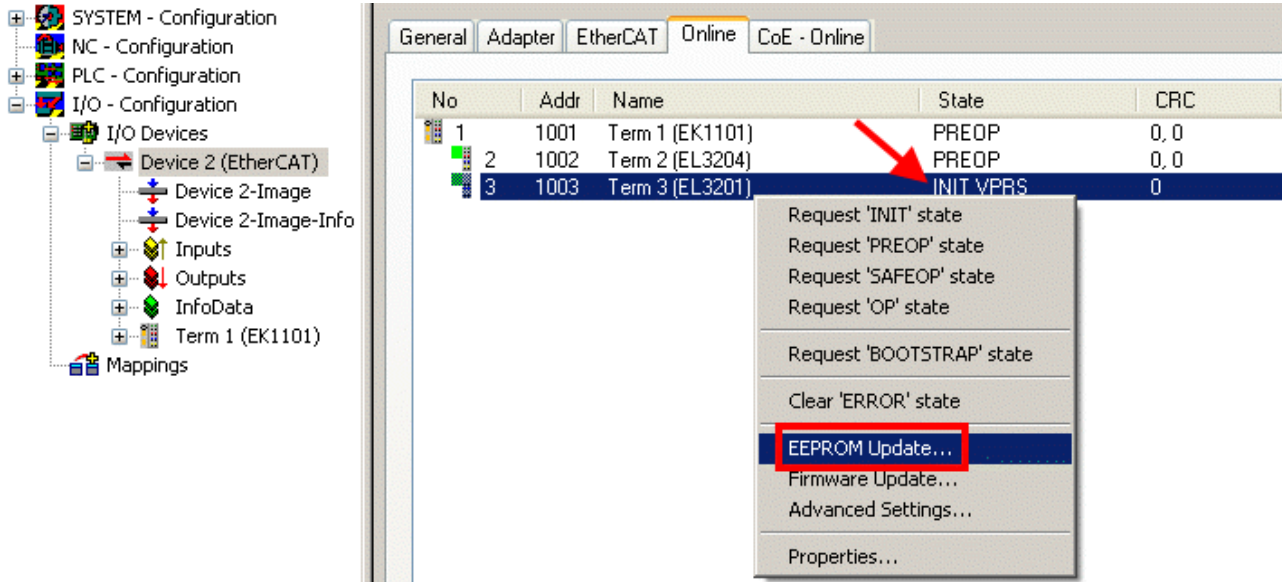 SYSTEM - Configuration
NC - Configuration
PLC - Configuration
I/O - Configuration
I/O Devices
Device 2 (EtherCAT)
Device 2-Image
Device 2-Image-Info
Inputs
Outputs
InfoData
Term 1 (EK1101)
Mappings
General Adapter EtherCAT Online CoE - Online
No Addr Name State CRC
1 1001 Term 1 (EK1101) PREOP 0, 0
2 1002 Term 2 (EL3204) PREOP 0, 0
3 1003 Term 3 (EL3201) INIT VPRS 0
Request 'INIT' state
Request 'PREOP' state
Request 'SAFEOP' state
Request 'OP' state
Request 'BOOTSTRAP' state
Clear 'ERROR' state
EEPROM Update...
Firmware Update...
Advanced Settings...
Properties...